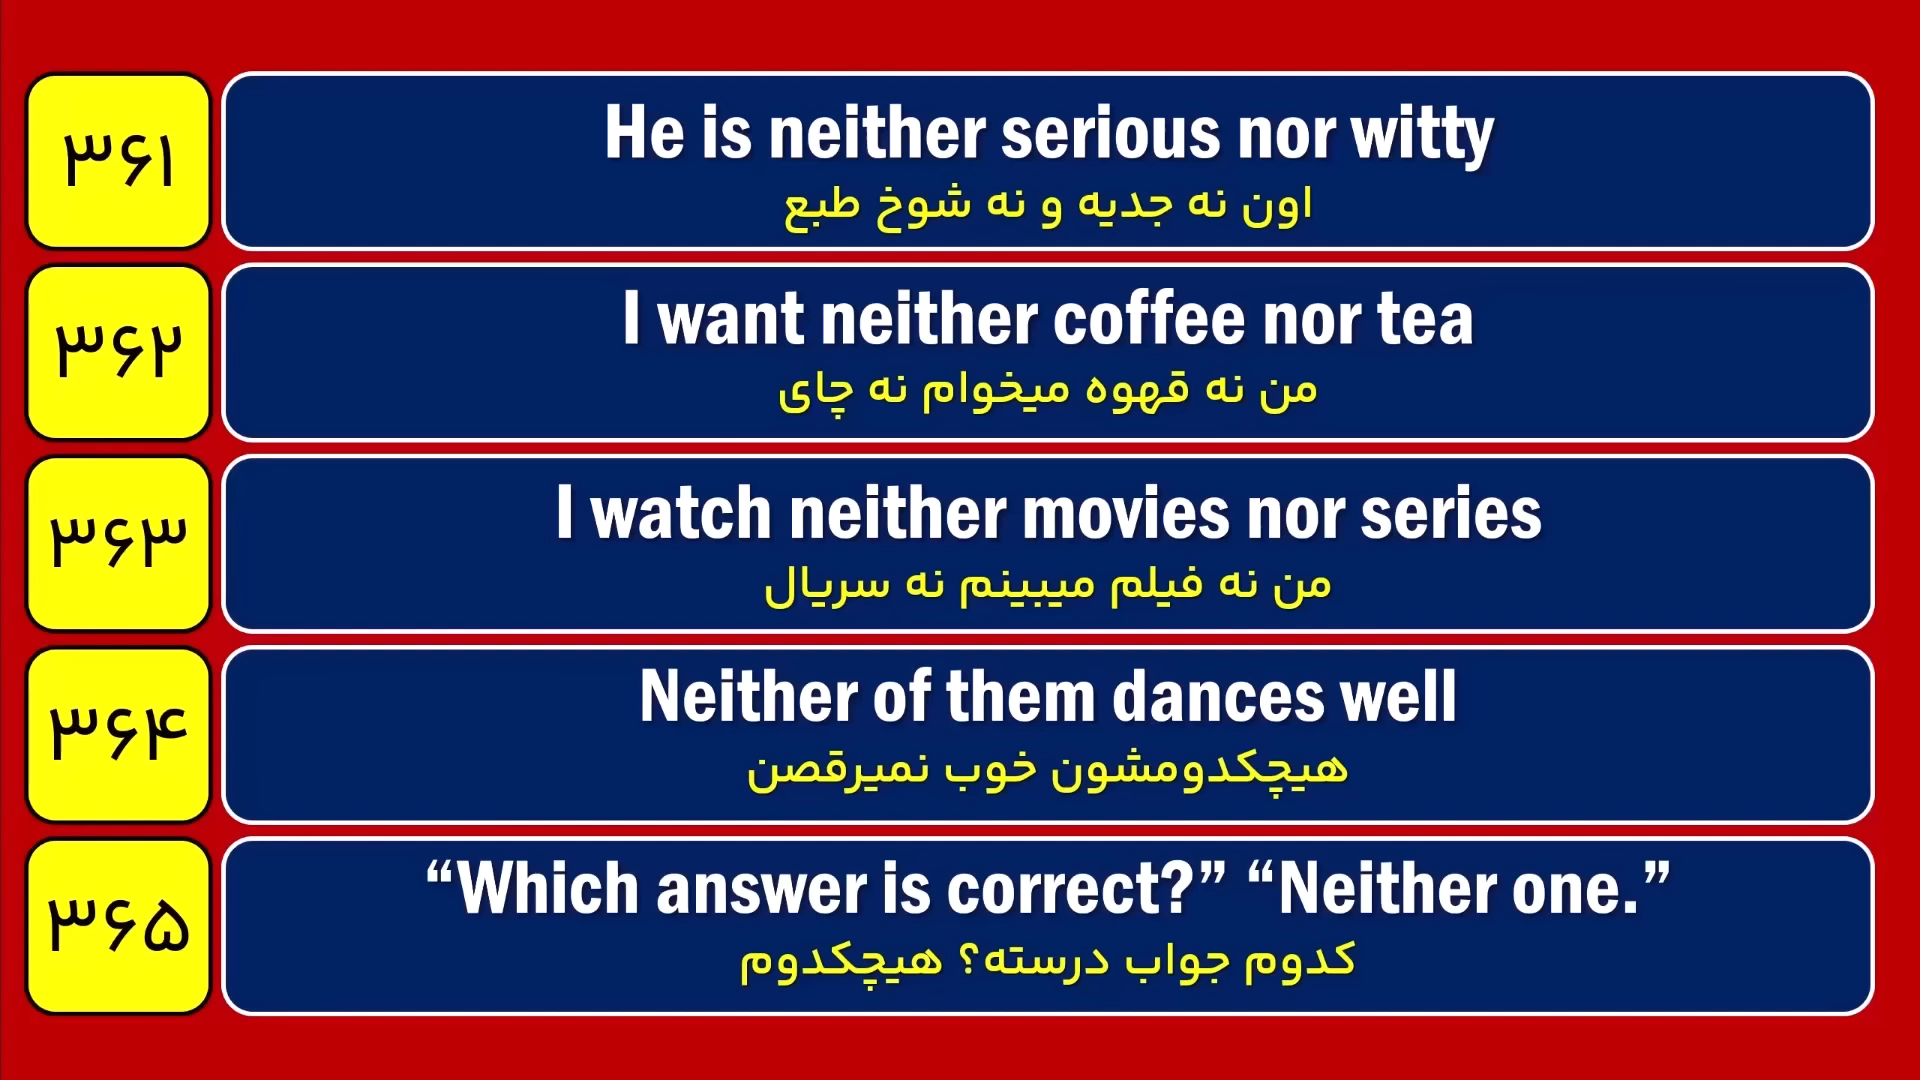 ۳۶۱
He is neither serious nor witty
اون نه جدیه و نه شوخ طبع
۳۶۲
I want neither coffee nor tea
من نه قهوه میخوام نه چای
۳۶۳
I watch neither movies nor series
من نه فیلم میبینم نه سریال
۳۶۴
Neither of them dances well
هیچکدومشون خوب نمیرقصن
۳۶۵
“Which answer is correct?” “Neither one.”
کدوم جواب درسته؟ هیچکدوم